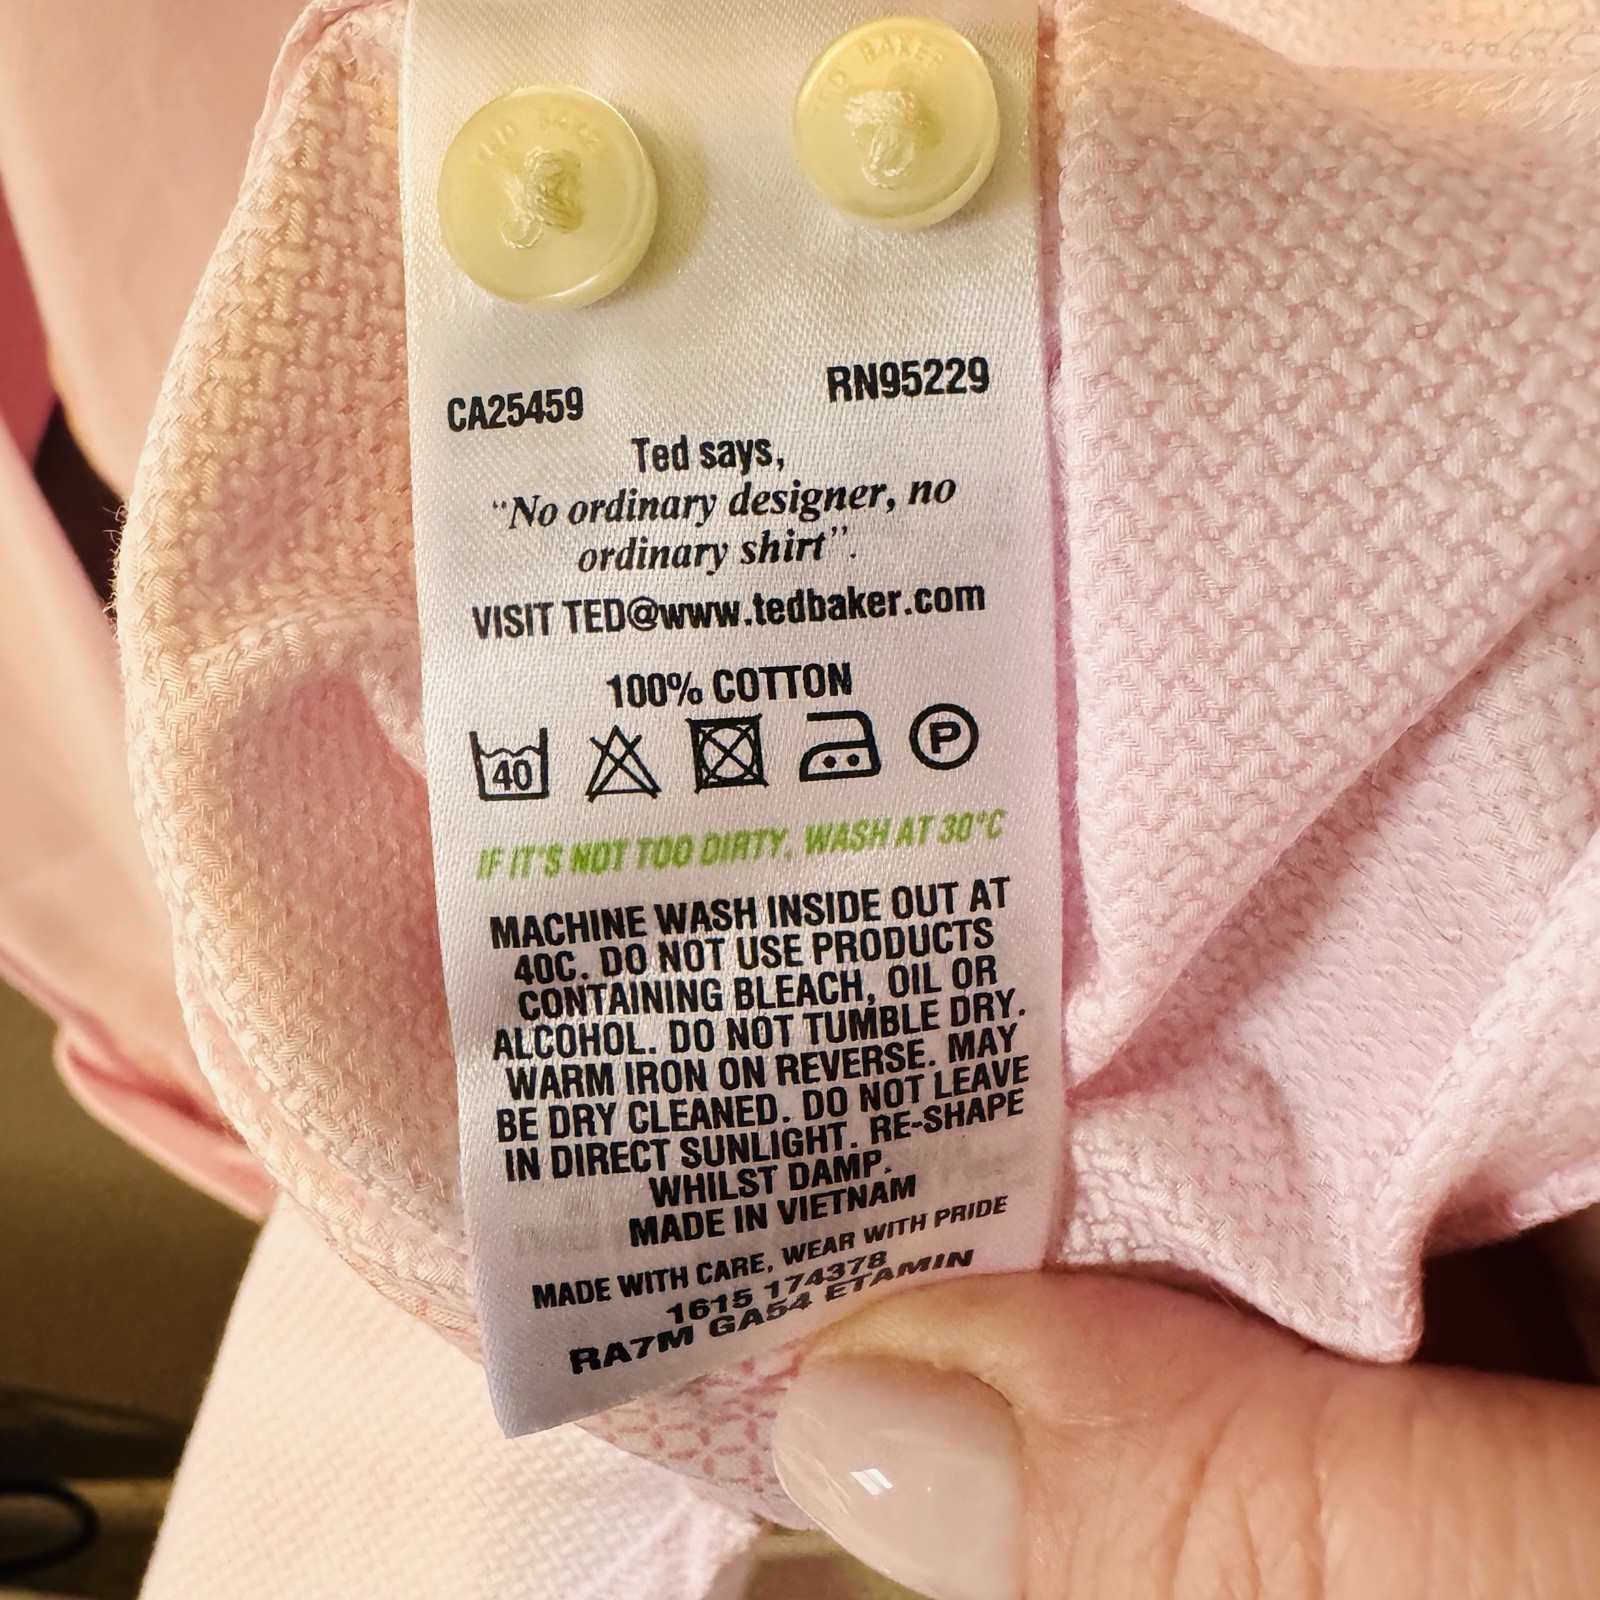 TED BAKER
TED BAKER
CA25459
RN95229
Ted says,
“No ordinary designer, no
ordinary shirt”.
VISIT TED@www.tedbaker.com
100% COTTON
40
P
IF IT'S NOT TOO DIRTY, WASH AT 30°C
MACHINE WASH INSIDE OUT AT
40C. DO NOT USE PRODUCTS
CONTAINING BLEACH, OIL OR
ALCOHOL. DO NOT TUMBLE DRY.
WARM IRON ON REVERSE. MAY
BE DRY CLEANED. DO NOT LEAVE
IN DIRECT SUNLIGHT. RE-SHAPE
WHILST DAMP.
MADE IN VIETNAM
MADE WITH CARE, WEAR WITH PRIDE
1615 174378
RA7M GA54 ETAMIN